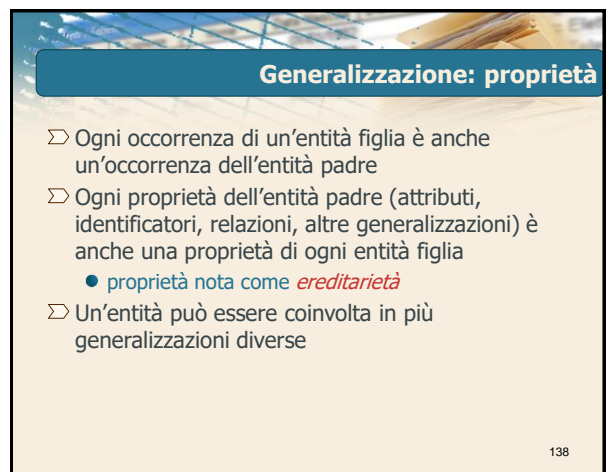 Generalizzazione: proprietà
Ogni occorrenza di un'entità figlia è anche
un'occorrenza dell'entità padre
Ogni proprietà dell'entità padre (attributi,
identificatori, relazioni, altre generalizzazioni) è
anche una proprietà di ogni entità figlia
proprietà nota come ereditarietà
Un'entità può essere coinvolta in più
generalizzazioni diverse
138